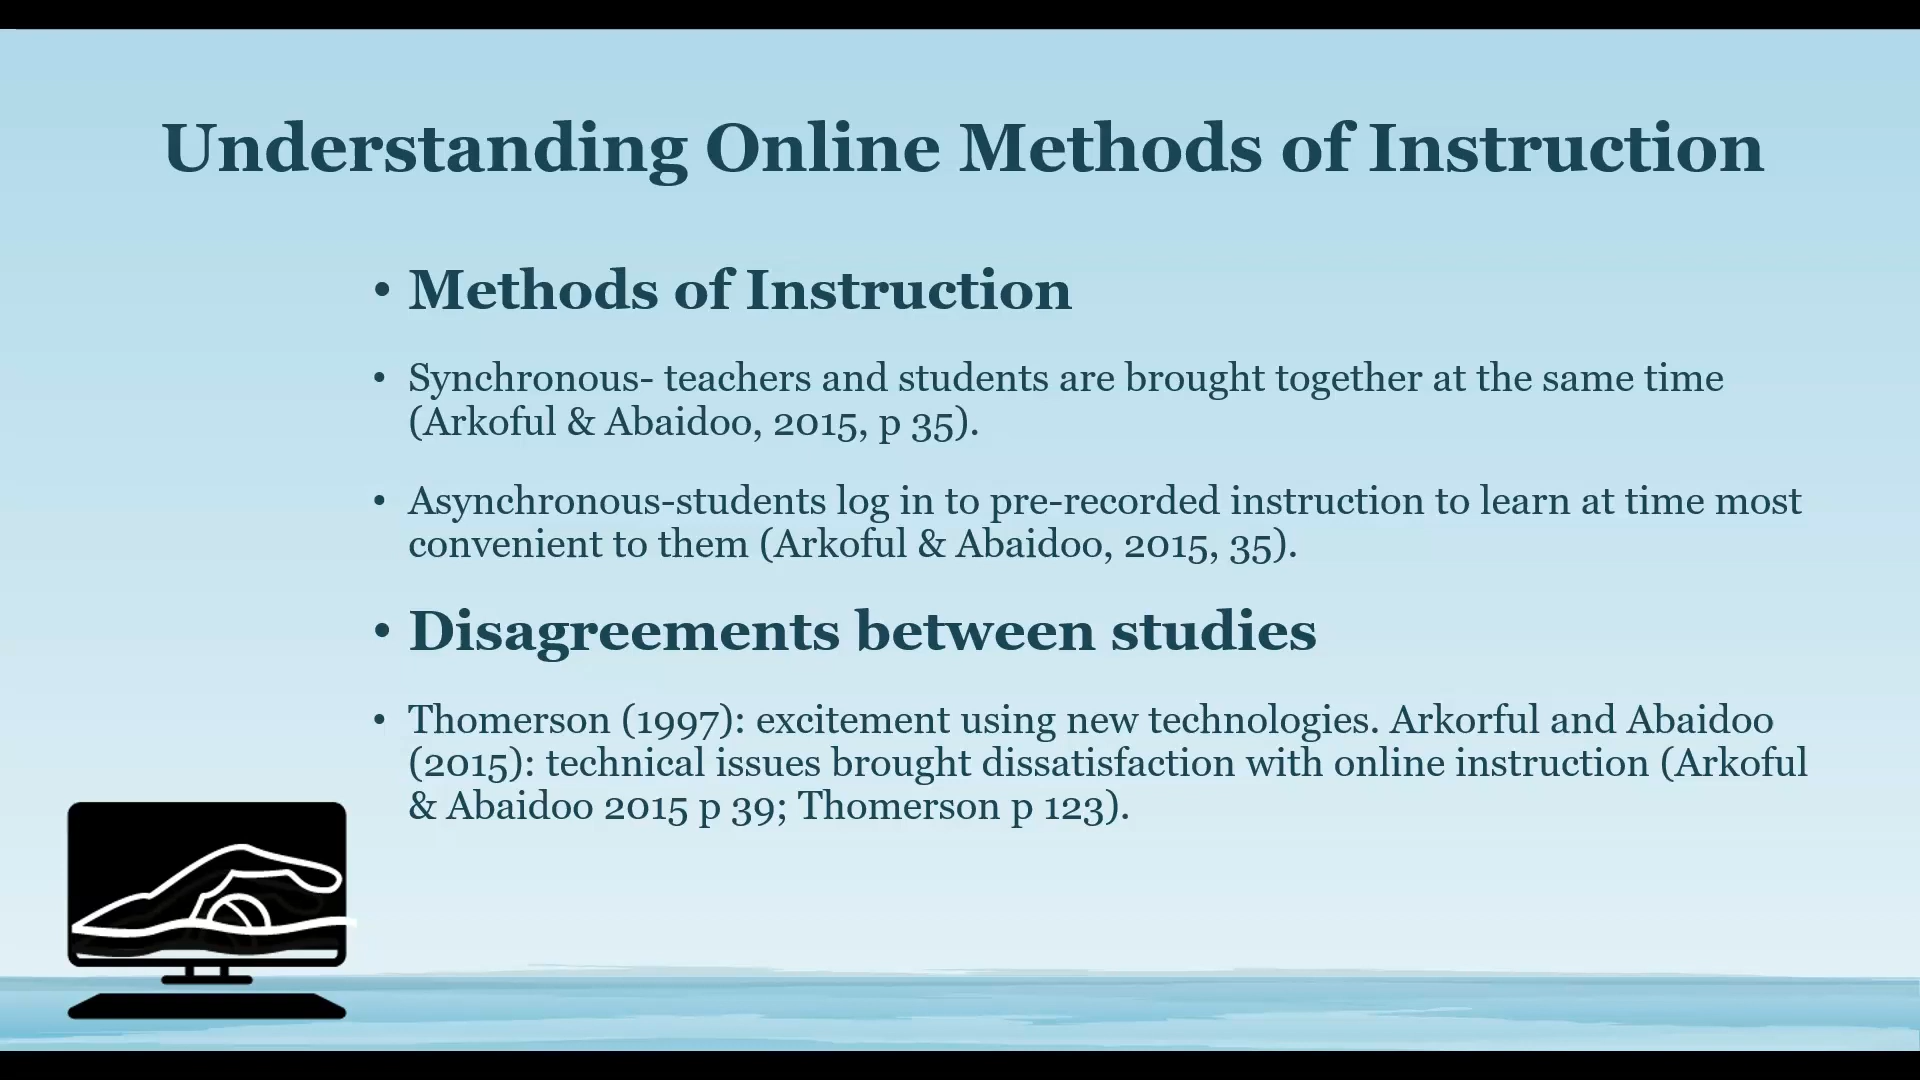 Understanding Online Methods of Instruction
• Methods of Instruction
• Synchronous- teachers and students are brought together at the same time
(Arkoful & Abaidoo, 2015, p 35).
• Asynchronous-students log in to pre-recorded instruction to learn at time most
convenient to them (Arkoful & Abaidoo, 2015, 35).
• Disagreements between studies
• Thomerson (1997): excitement using new technologies. Arkorful and Abaidoo
(2015): technical issues brought dissatisfaction with online instruction (Arkoful
& Abaidoo 2015 p 39; Thomerson p 123).